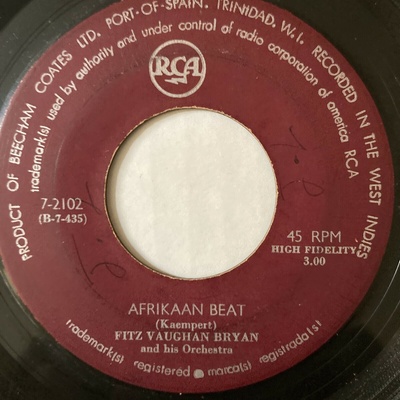 PRODUCT OF BEECHAM COATES LTD. PORT-OF-SPAIN. TRINIDAD. W.I. RECORDED IN THE WEST INDIES
Trademark(s) used by authority and under control of radio corporation of america RCA
RCA
7-2102
(B-7-435)
45 RPM
HIGH FIDELITY
3.00
AFRIKAAN BEAT
(Kaempert)
FITZ VAUGHAN BRYAN
and his Orchestra
trademark(s) registered • marca(s) registrada(s)